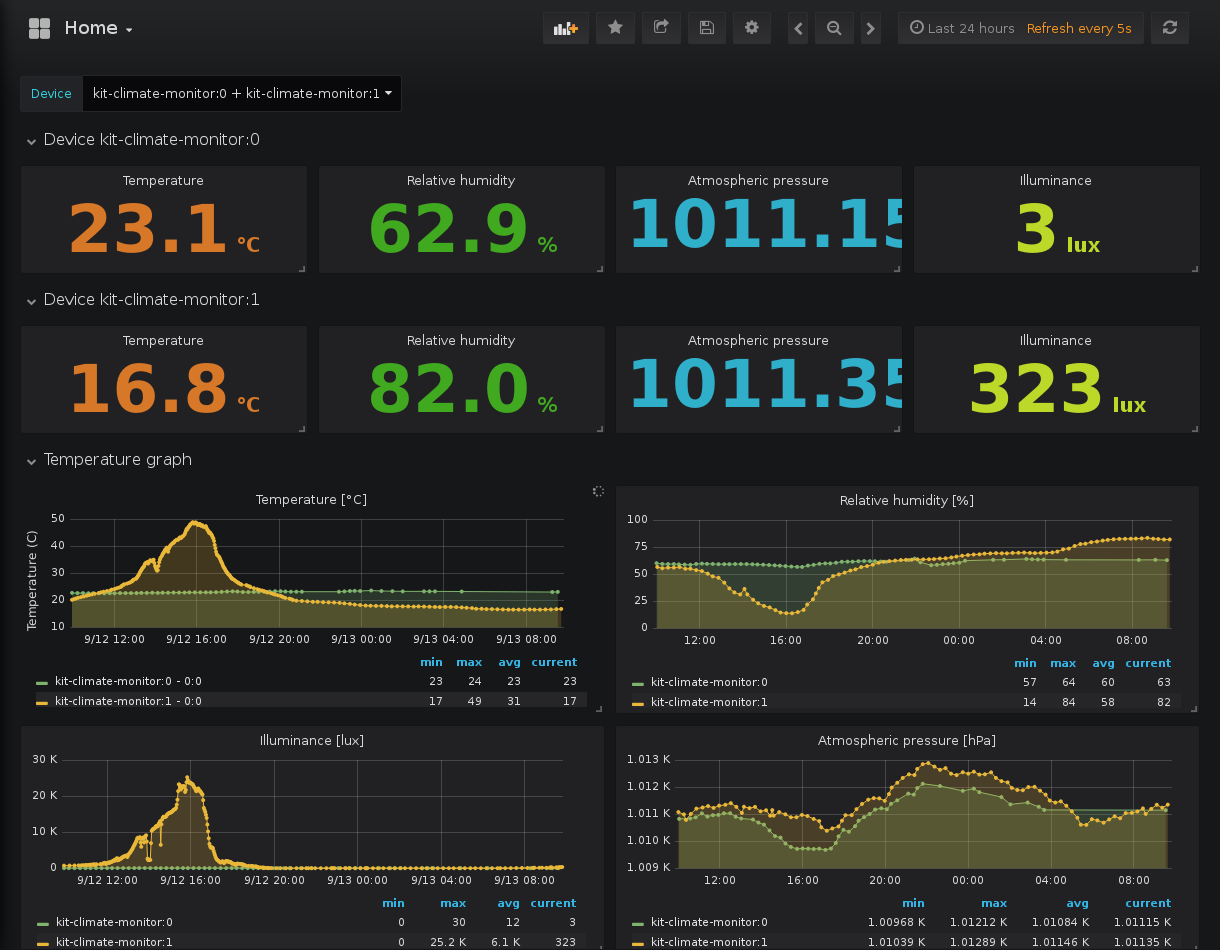 Home
Last 24 hours Refresh every 5s
Device kit-climate-monitor:0 + kit-climate-monitor:1
Device kit-climate-monitor:0
Temperature Relative humidity Atmospheric pressure Illuminance
23.1 °C 62.9 % 1011.15 3 lux
Device kit-climate-monitor:1
Temperature Relative humidity Atmospheric pressure Illuminance
16.8 °C 82.0 % 1011.35 323 lux
Temperature graph
Temperature [°C]
Temperature (C)
50
40
30
20
10
9/12 12:00 9/12 16:00 9/12 20:00 9/13 00:00 9/13 04:00 9/13 08:00
min max avg current
kit-climate-monitor:0 - 0:0 23 24 23 23
kit-climate-monitor:1 - 0:0 17 49 31 17
Relative humidity [%]
100
75
50
25
0
12:00 16:00 20:00 00:00 04:00 08:00
min max avg current
kit-climate-monitor:0 57 64 60 63
kit-climate-monitor:1 14 84 58 82
Illuminance [lux]
30 K
20 K
10 K
0
9/12 12:00 9/12 16:00 9/12 20:00 9/13 00:00 9/13 04:00 9/13 08:00
min max avg current
kit-climate-monitor:0 0 30 12 3
kit-climate-monitor:1 0 25.2 K 6.1 K 323
Atmospheric pressure [hPa]
1.013 K
1.012 K
1.011 K
1.010 K
1.009 K
12:00 16:00 20:00 00:00 04:00 08:00
min max avg current
kit-climate-monitor:0 1.00968 K 1.01212 K 1.01084 K 1.01115 K
kit-climate-monitor:1 1.01039 K 1.01289 K 1.01146 K 1.01135 K